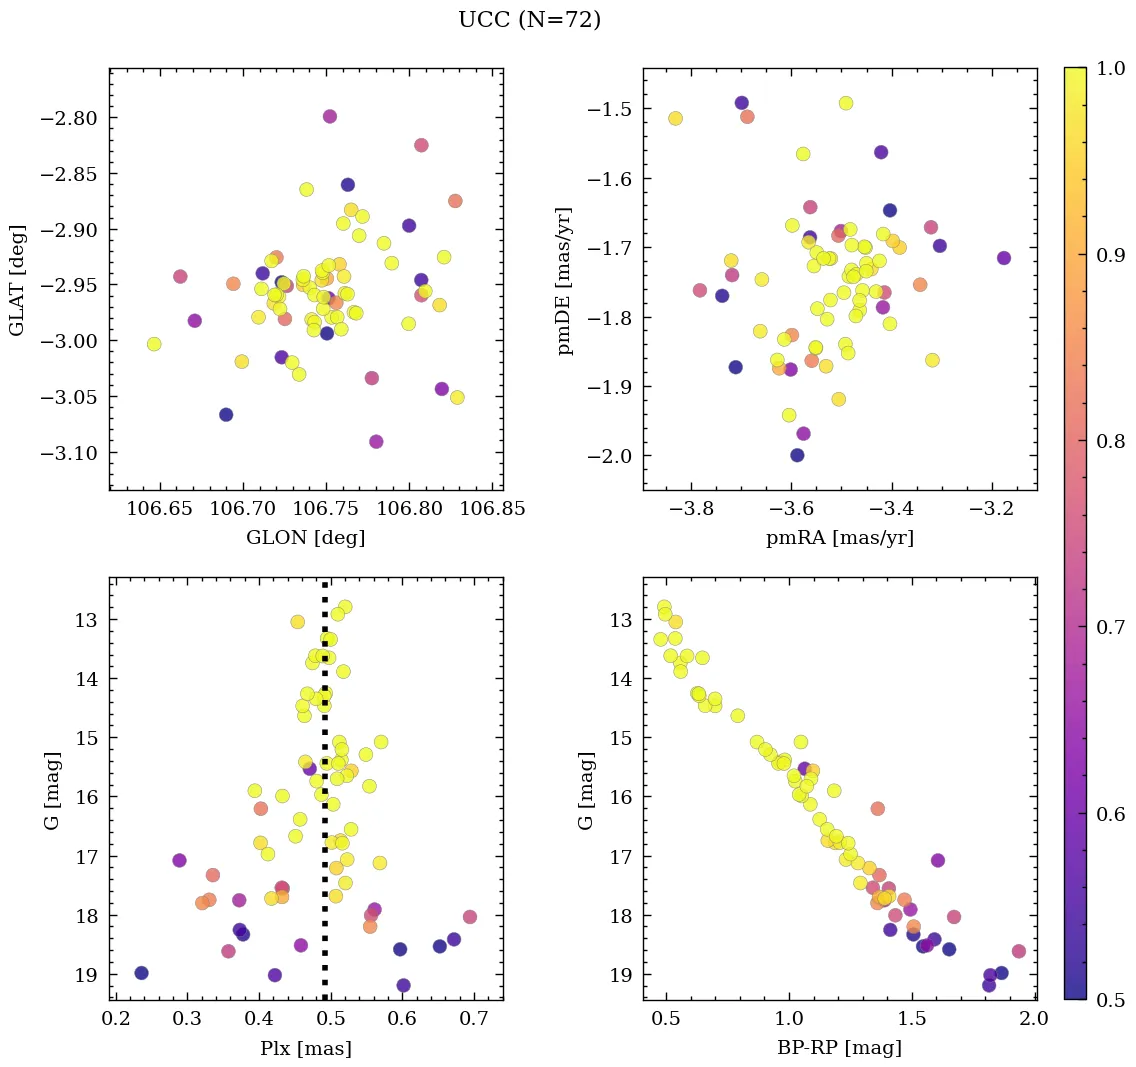 UCC (N=72)
−2.80
−2.85
−2.90
−2.95
−3.00
−3.05
−3.10
GLAT [deg]
106.65 106.70 106.75 106.80 106.85
GLON [deg]
−1.5
−1.6
−1.7
−1.8
−1.9
−2.0
pmDE [mas/yr]
−3.8 −3.6 −3.4 −3.2
pmRA [mas/yr]
13
14
15
16
17
18
19
G [mag]
0.2 0.3 0.4 0.5 0.6 0.7
Plx [mas]
13
14
15
16
17
18
19
G [mag]
0.5 1.0 1.5 2.0
BP-RP [mag]
1.0
0.9
0.8
0.7
0.6
0.5